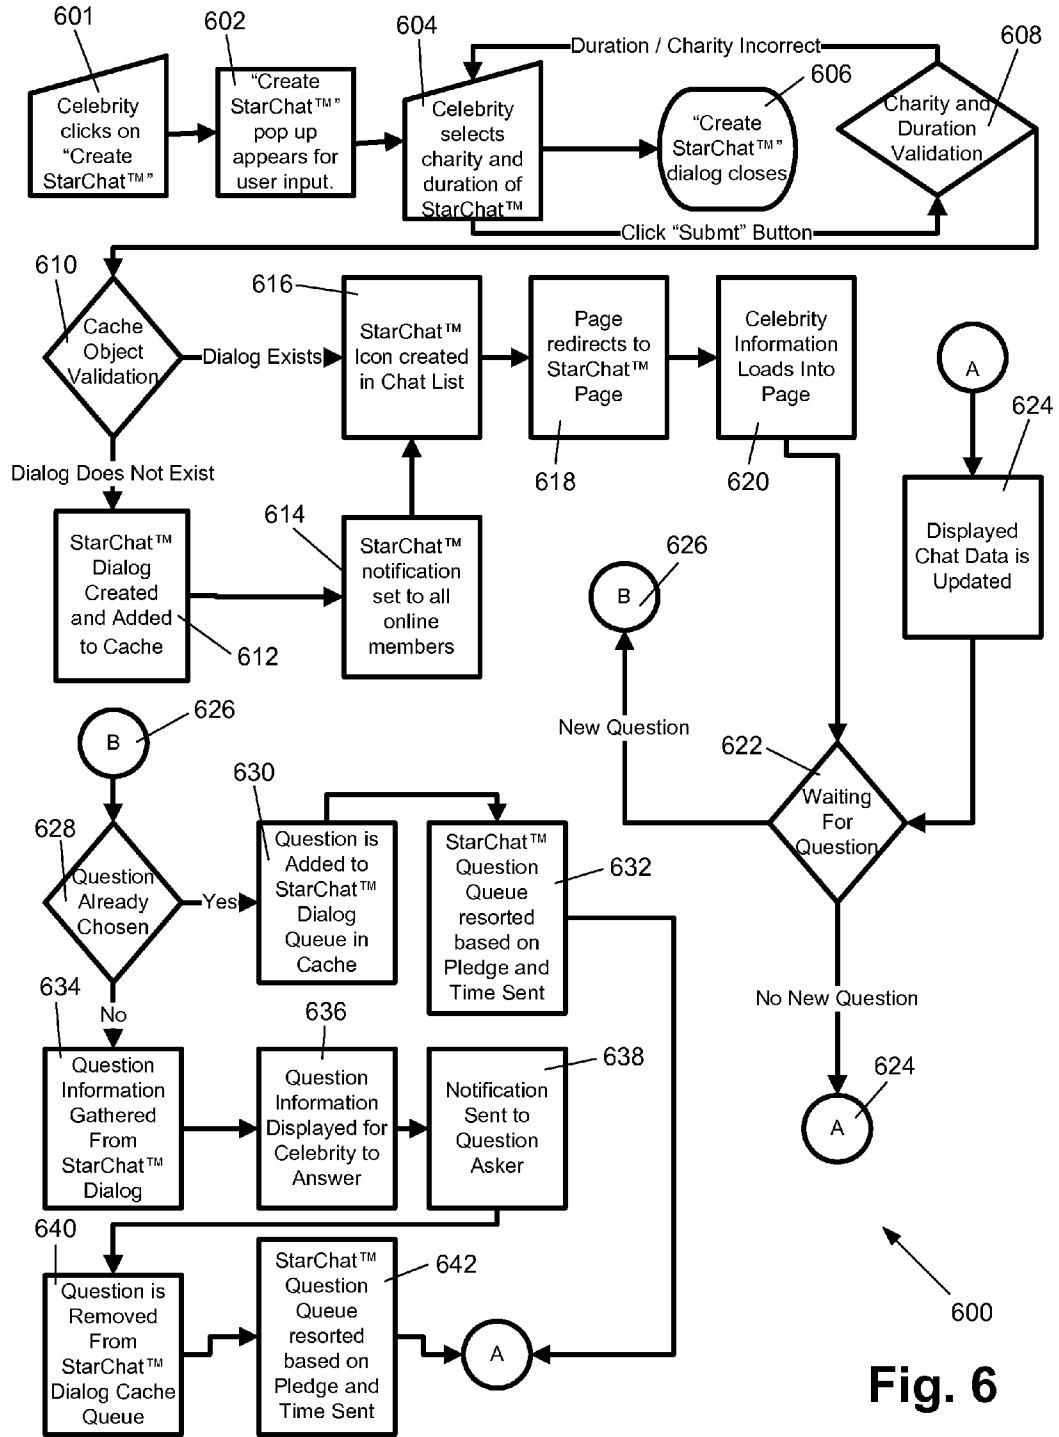 601
602
604
606
608
Celebrity
clicks on
“Create
StarChat™”
“Create
StarChat™”
pop up
appears for
user input.
Celebrity
selects
charity and
duration of
StarChat™
Duration / Charity Incorrect
“Create
StarChat™”
dialog closes
Charity and
Duration
Validation
Click “Submt” Button
610
Cache
Object
Validation
Dialog Exists
616
StarChat™
Icon created
in Chat List
Page
redirects to
StarChat™
Page
618
Celebrity
Information
Loads Into
Page
620
A
624
Displayed
Chat Data is
Updated
Dialog Does Not Exist
StarChat™
Dialog
Created
and Added
to Cache
612
614
StarChat™
notification
set to all
online
members
626
B
New Question
622
Waiting
For
Question
No New Question
624
A
B
626
628
Question
Already
Chosen
Yes
No
630
Question is
Added to
StarChat™
Dialog
Queue in
Cache
StarChat™
Question
Queue
resorted
based on
Pledge and
Time Sent
632
634
Question
Information
Gathered
From
StarChat™
Dialog
636
Question
Information
Displayed for
Celebrity to
Answer
638
Notification
Sent to
Question
Asker
640
Question is
Removed
From
StarChat™
Dialog Cache
Queue
StarChat™
Question
Queue
resorted
based on
Pledge and
Time Sent
642
A
600
Fig. 6